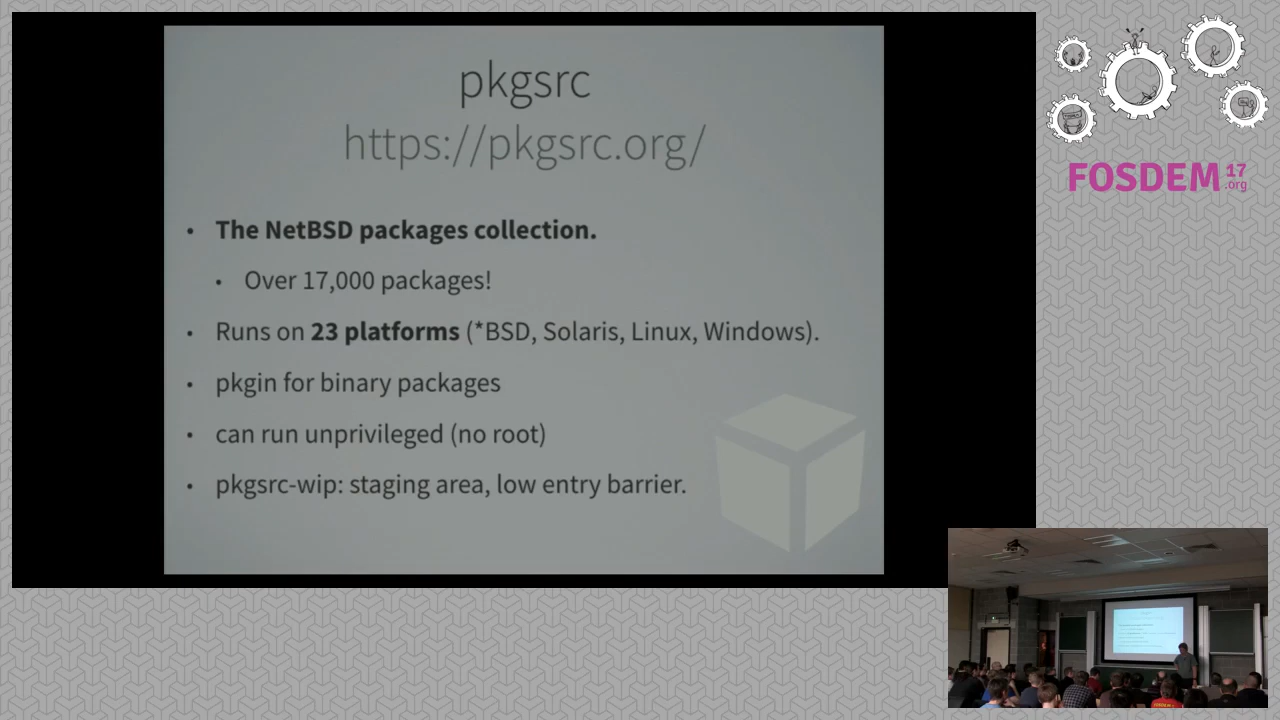 pkgsrc
https://pkgsrc.org/
• The NetBSD packages collection.
• Over 17,000 packages!
• Runs on 23 platforms (*BSD, Solaris, Linux, Windows).
• pkgin for binary packages
• can run unprivileged (no root)
• pkgsrc-wip: staging area, low entry barrier.
FOSDEM 17
.org